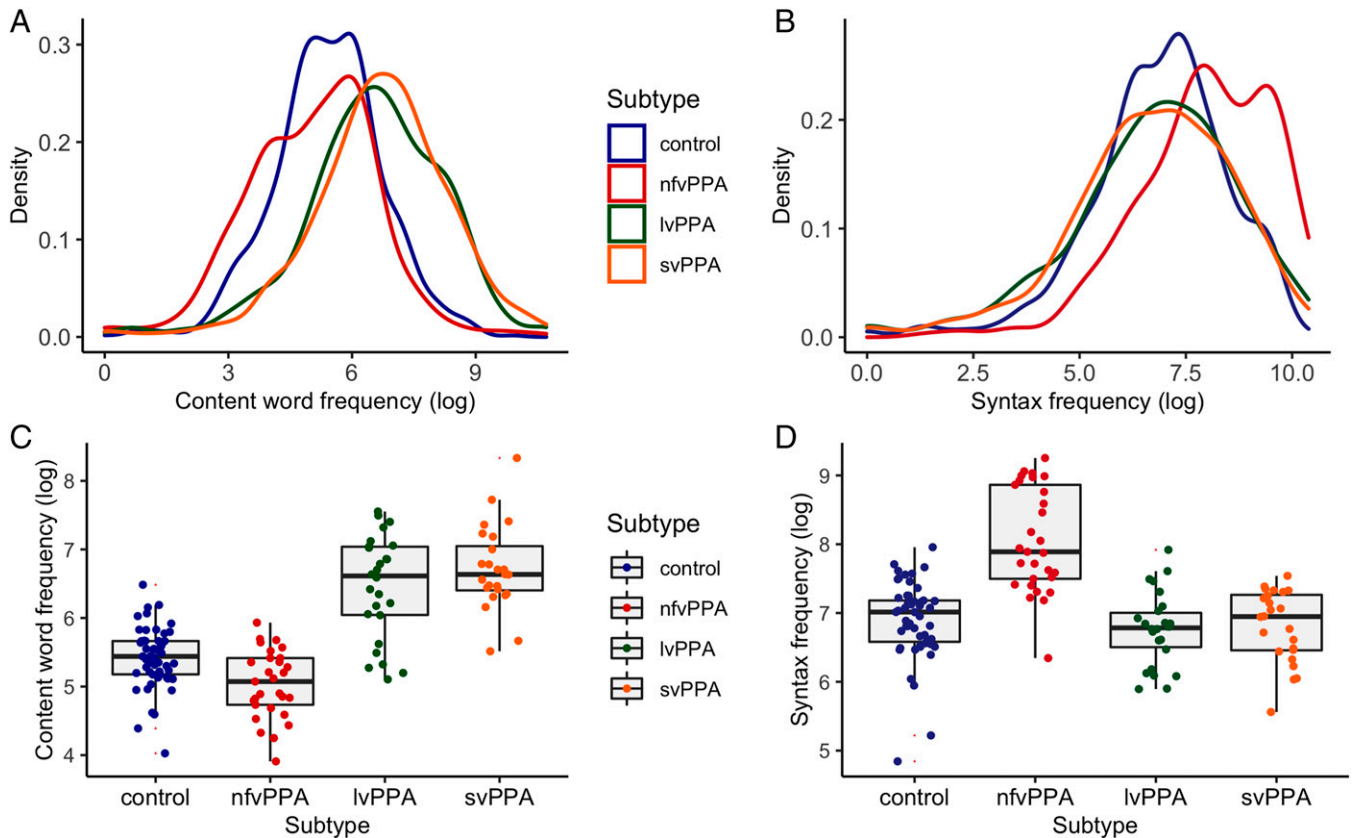 A
Density
0.3
0.2
0.1
0.0
0
3
6
9
Content word frequency (log)
Subtype
control
nfvPPA
lvPPA
svPPA
B
Density
0.2
0.1
0.0
0.0
2.5
5.0
7.5
10.0
Syntax frequency (log)
C
Content word frequency (log)
8
7
6
5
4
control
nfvPPA
lvPPA
svPPA
Subtype
Subtype
control
nfvPPA
lvPPA
svPPA
D
Syntax frequency (log)
9
8
7
6
5
control
nfvPPA
lvPPA
svPPA
Subtype